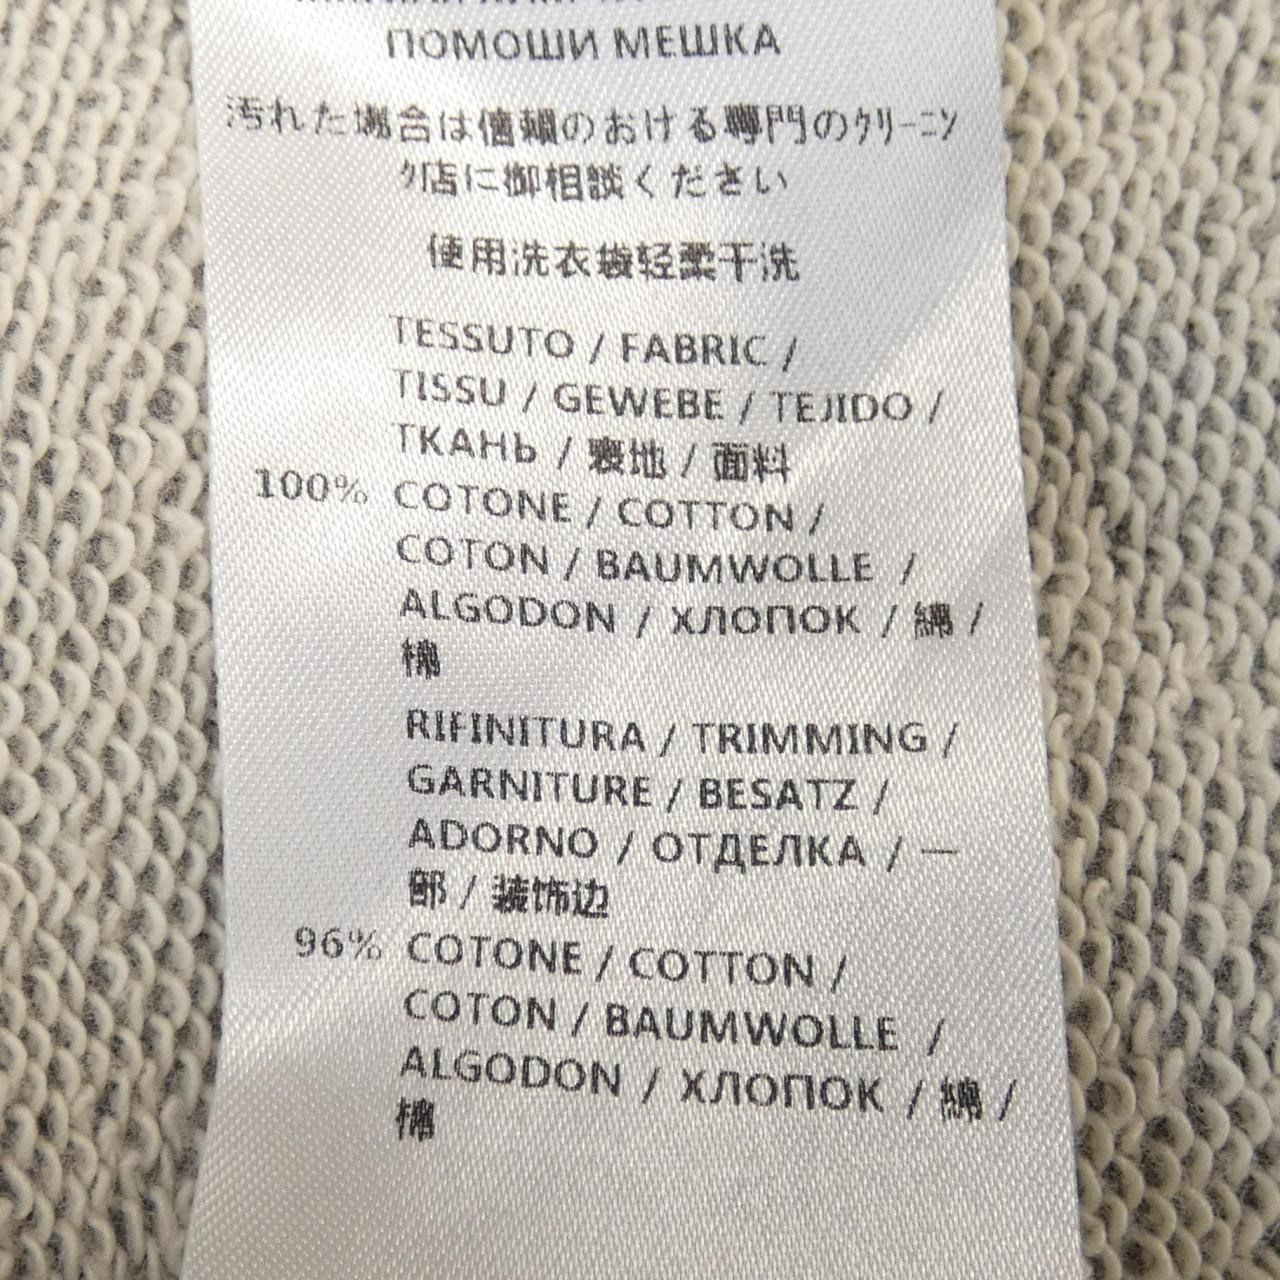 ПОМОШИ МЕШКА
汚れた場合は信頼のおける専門のｸﾘｰﾆﾝ
ｸﾞ店に御相談ください
使用洗衣袋轻柔干洗
TESSUTO / FABRIC /
TISSU / GEWEBE / TEJIDO /
ТКАНЬ / 表地 / 面料
100% COTONE / COTTON /
COTON / BAUMWOLLE /
ALGODON / ХЛОПОК / 綿 /
棉
RIFINITURA / TRIMMING /
GARNITURE / BESATZ /
ADORNO / ОТДЕЛКА / 一
部 / 装饰边
96% COTONE / COTTON /
COTON / BAUMWOLLE /
ALGODON / ХЛОПОК / 綿 /
棉